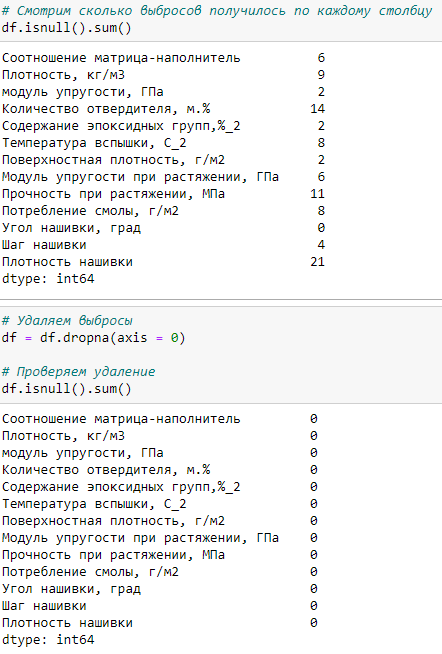 # Смотрим сколько выбросов получилось по каждому столбцу
df.isnull().sum()
Соотношение матрица-наполнитель 6
Плотность, кг/м3 9
модуль упругости, ГПа 2
Количество отвердителя, м.% 14
Содержание эпоксидных групп,%_2 2
Температура вспышки, С_2 8
Поверхностная плотность, г/м2 2
Модуль упругости при растяжении, ГПа 6
Прочность при растяжении, МПа 11
Потребление смолы, г/м2 8
Угол нашивки, град 0
Шаг нашивки 4
Плотность нашивки 21
dtype: int64
# Удаляем выбросы
df = df.dropna(axis = 0)
# Проверяем удаление
df.isnull().sum()
Соотношение матрица-наполнитель 0
Плотность, кг/м3 0
модуль упругости, ГПа 0
Количество отвердителя, м.% 0
Содержание эпоксидных групп,%_2 0
Температура вспышки, С_2 0
Поверхностная плотность, г/м2 0
Модуль упругости при растяжении, ГПа 0
Прочность при растяжении, МПа 0
Потребление смолы, г/м2 0
Угол нашивки, град 0
Шаг нашивки 0
Плотность нашивки 0
dtype: int64